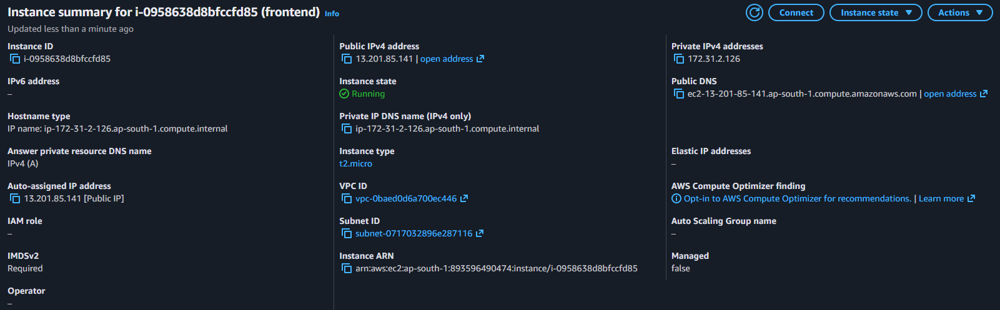 Instance summary for i-0958638d8bfccfd85 (frontend) Info
Connect
Instance state
Actions
Updated less than a minute ago
Instance ID
i-0958638d8bfccfd85
Public IPv4 address
13.201.85.141 | open address
Private IPv4 addresses
172.31.2.126
IPv6 address
–
Instance state
Running
Public DNS
ec2-13-201-85-141.ap-south-1.compute.amazonaws.com | open address
Hostname type
IP name: ip-172-31-2-126.ap-south-1.compute.internal
Private IP DNS name (IPv4 only)
ip-172-31-2-126.ap-south-1.compute.internal
Answer private resource DNS name
IPv4 (A)
Instance type
t2.micro
Elastic IP addresses
–
Auto-assigned IP address
13.201.85.141 [Public IP]
VPC ID
vpc-0baed0d6a700ec446
AWS Compute Optimizer finding
Opt-in to AWS Compute Optimizer for recommendations. | Learn more
IAM role
–
Subnet ID
subnet-0717032896e287116
Auto Scaling Group name
–
IMDSv2
Required
Instance ARN
arn:aws:ec2:ap-south-1:893596490474:instance/i-0958638d8bfccfd85
Managed
false
Operator
–